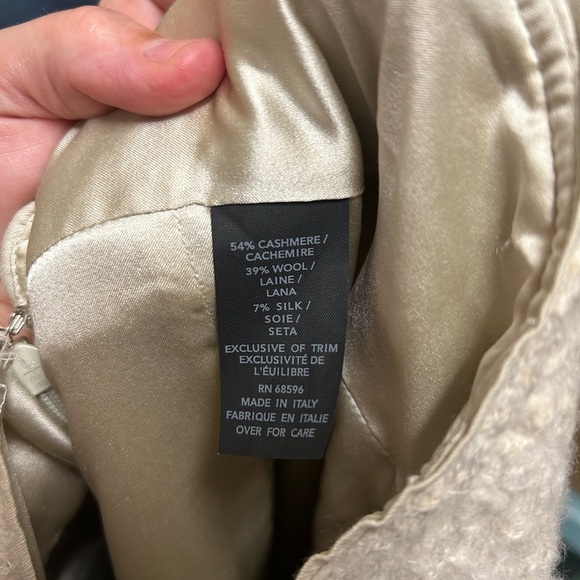 54% CASHMERE /
CACHEMIRE
39% WOOL /
LAINE /
LANA
7% SILK /
SOIE /
SETA
EXCLUSIVE OF TRIM
EXCLUSIVITÉ DE
L'ÉUILIBRE
RN 68596
MADE IN ITALY
FABRIQUE EN ITALIE
OVER FOR CARE